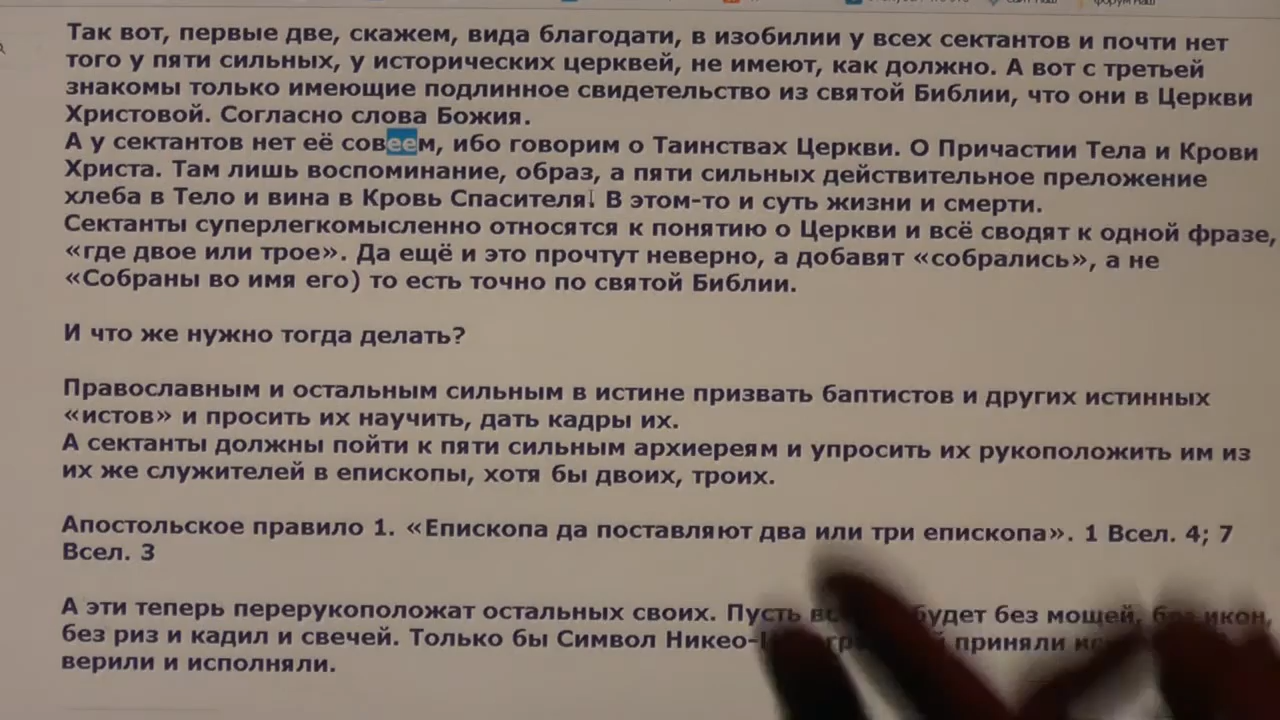 Так вот, первые две, скажем, вида благодати, в изобилии у всех сектантов и почти нет
того у пяти сильных, у исторических церквей, не имеют, как должно. А вот с третьей
знакомы только имеющие подлинное свидетельство из святой Библии, что они в Церкви
Христовой. Согласно слова Божия.
А у сектантов нет её совеем, ибо говорим о Таинствах Церкви. О Причастии Тела и Крови
Христа. Там лишь воспоминание, образ, а пяти сильных действительное преложение
хлеба в Тело и вина в Кровь Спасителя! В этом-то и суть жизни и смерти.
Сектанты суперлегкомысленно относятся к понятию о Церкви и всё сводят к одной фразе,
«где двое или трое». Да ещё и это прочтут неверно, а добавят «собрались», а не
«Собраны во имя его) то есть точно по святой Библии.
И что же нужно тогда делать?
Православным и остальным сильным в истине призвать баптистов и других истинных
«истов» и просить их научить, дать кадры их.
А сектанты должны пойти к пяти сильным архиереям и упросить их рукоположить им из
их же служителей в епископы, хотя бы двоих, троих.
Апостольское правило 1. «Епископа да поставляют два или три епископа». 1 Всел. 4; 7
Всел. 3
А эти теперь перерукоположат остальных своих. Пусть будет без мощей, без икон,
без риз и кадил и свечей. Только бы Символ Никео- приняли
верили и исполняли.